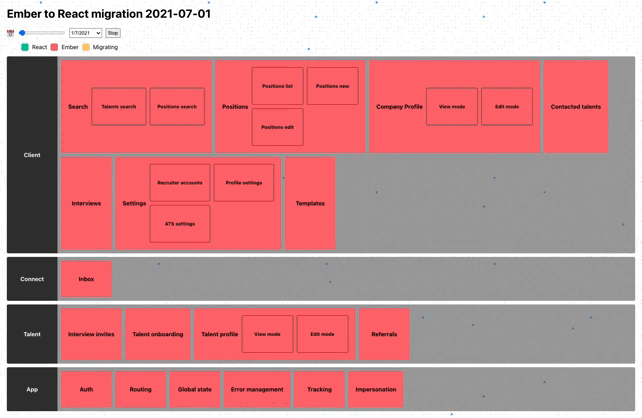 Ember to React migration 2021-07-01
1/7/2021
Stop
React
Ember
Migrating
Client
Search
Talents search
Positions search
Positions
Positions list
Positions new
Positions edit
Company Profile
View mode
Edit mode
Contacted talents
Interviews
Settings
Recruiter accounts
Profile settings
ATS settings
Templates
Connect
Inbox
Talent
Interview invites
Talent onboarding
Talent profile
View mode
Edit mode
Referrals
App
Auth
Routing
Global state
Error management
Tracking
Impersonation